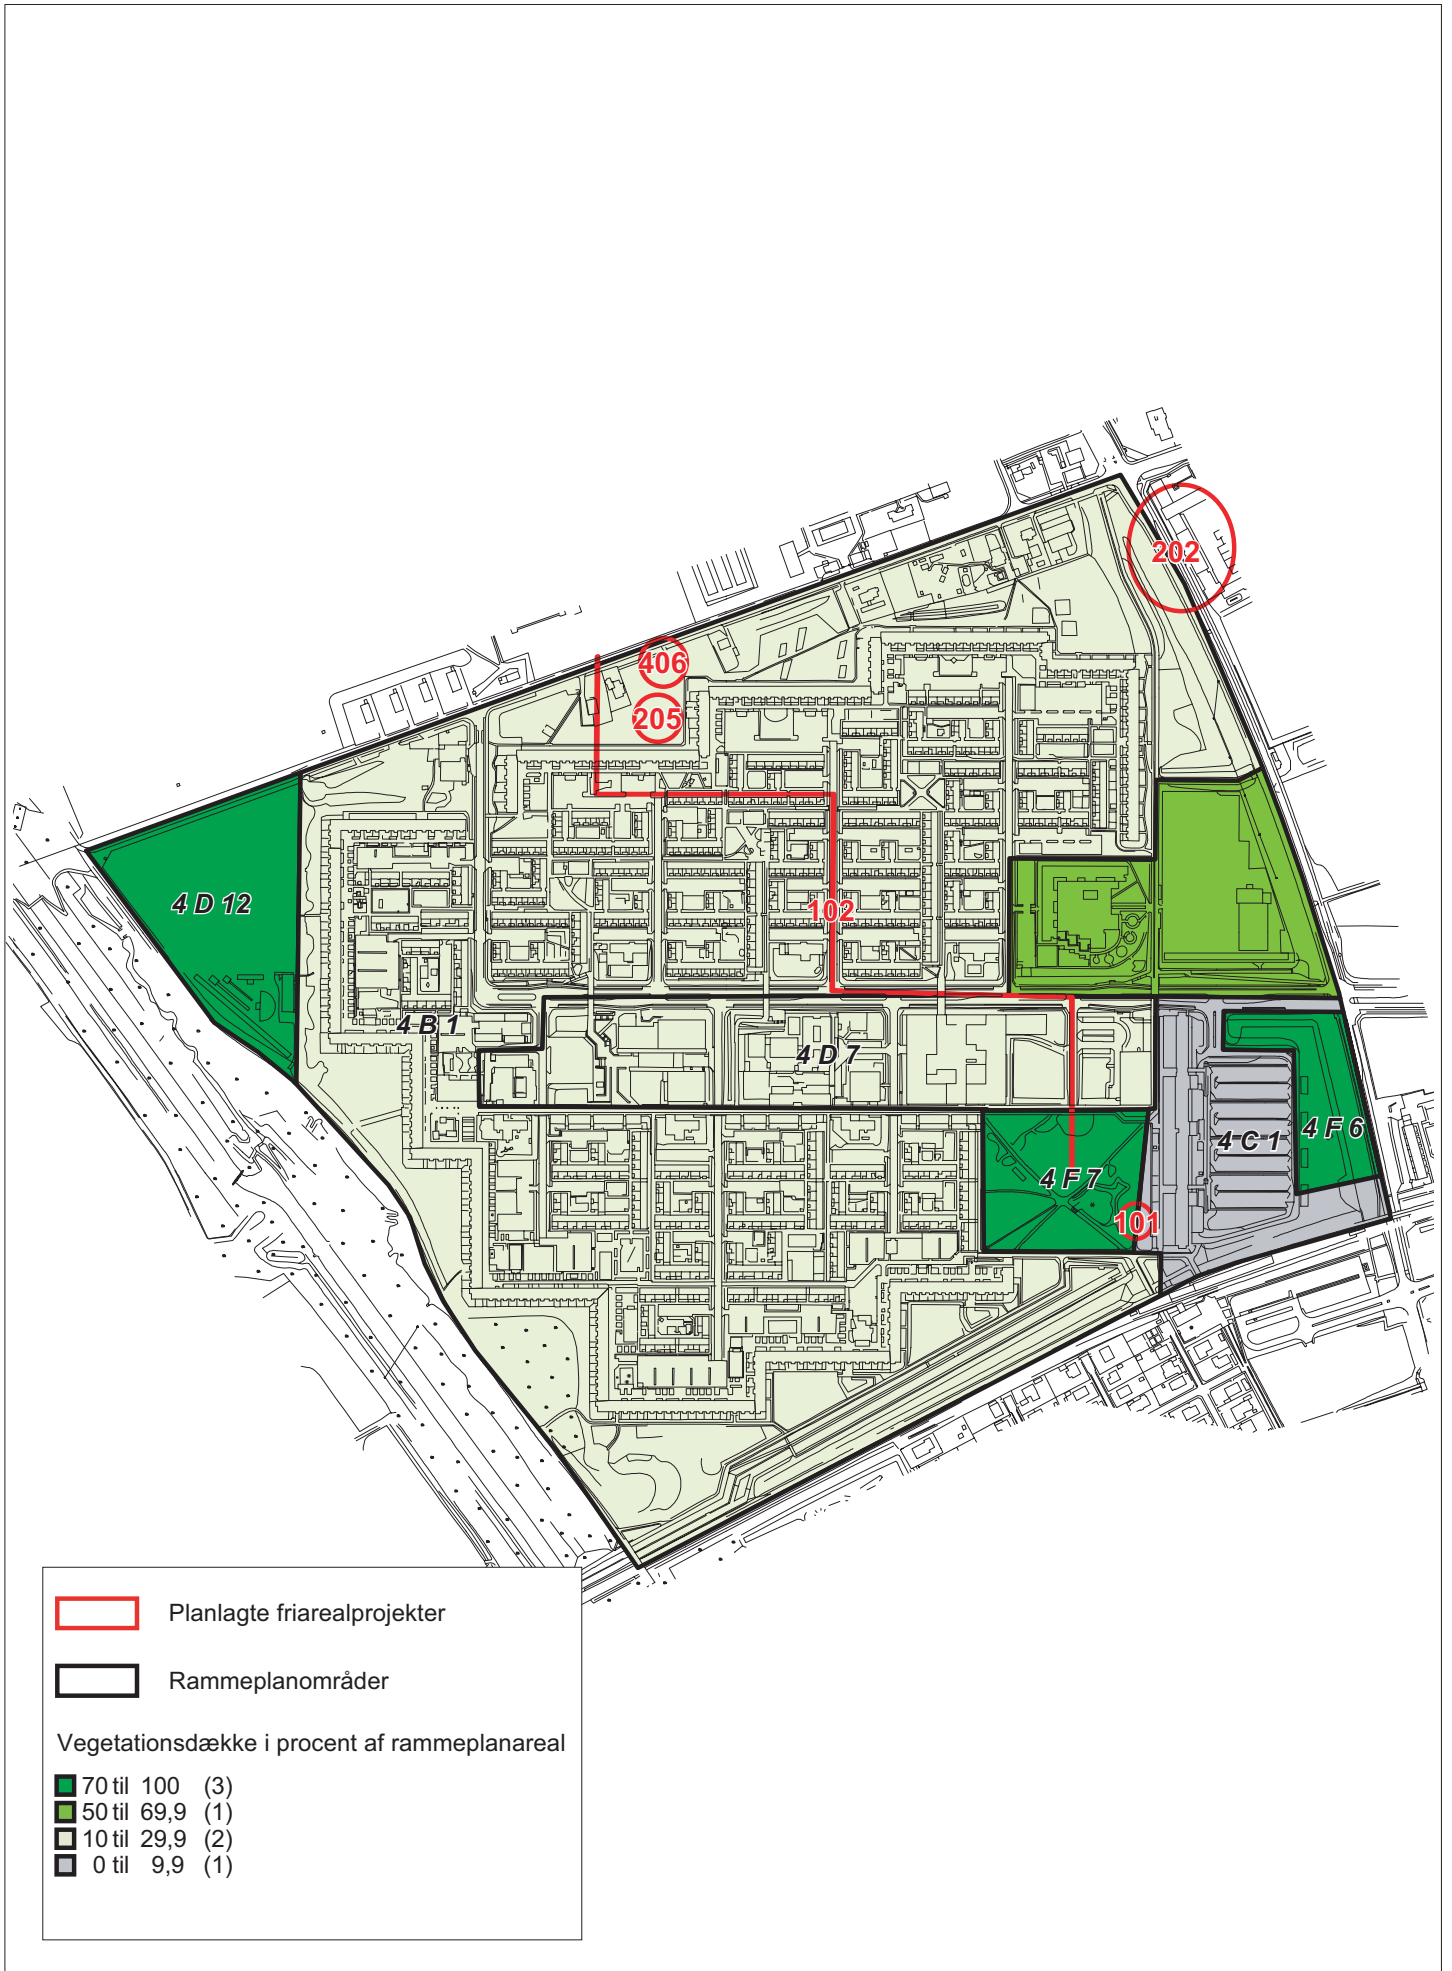 202
406
205
4 D 12
102
4 B 1
4 D 7
4 C 1
4 F 6
4 F 7
101
Planlagte friarealprojekter
Rammeplanområder
Vegetationsdække i procent af rammeplanareal
70 til 100 (3)
50 til 69,9 (1)
10 til 29,9 (2)
0 til 9,9 (1)